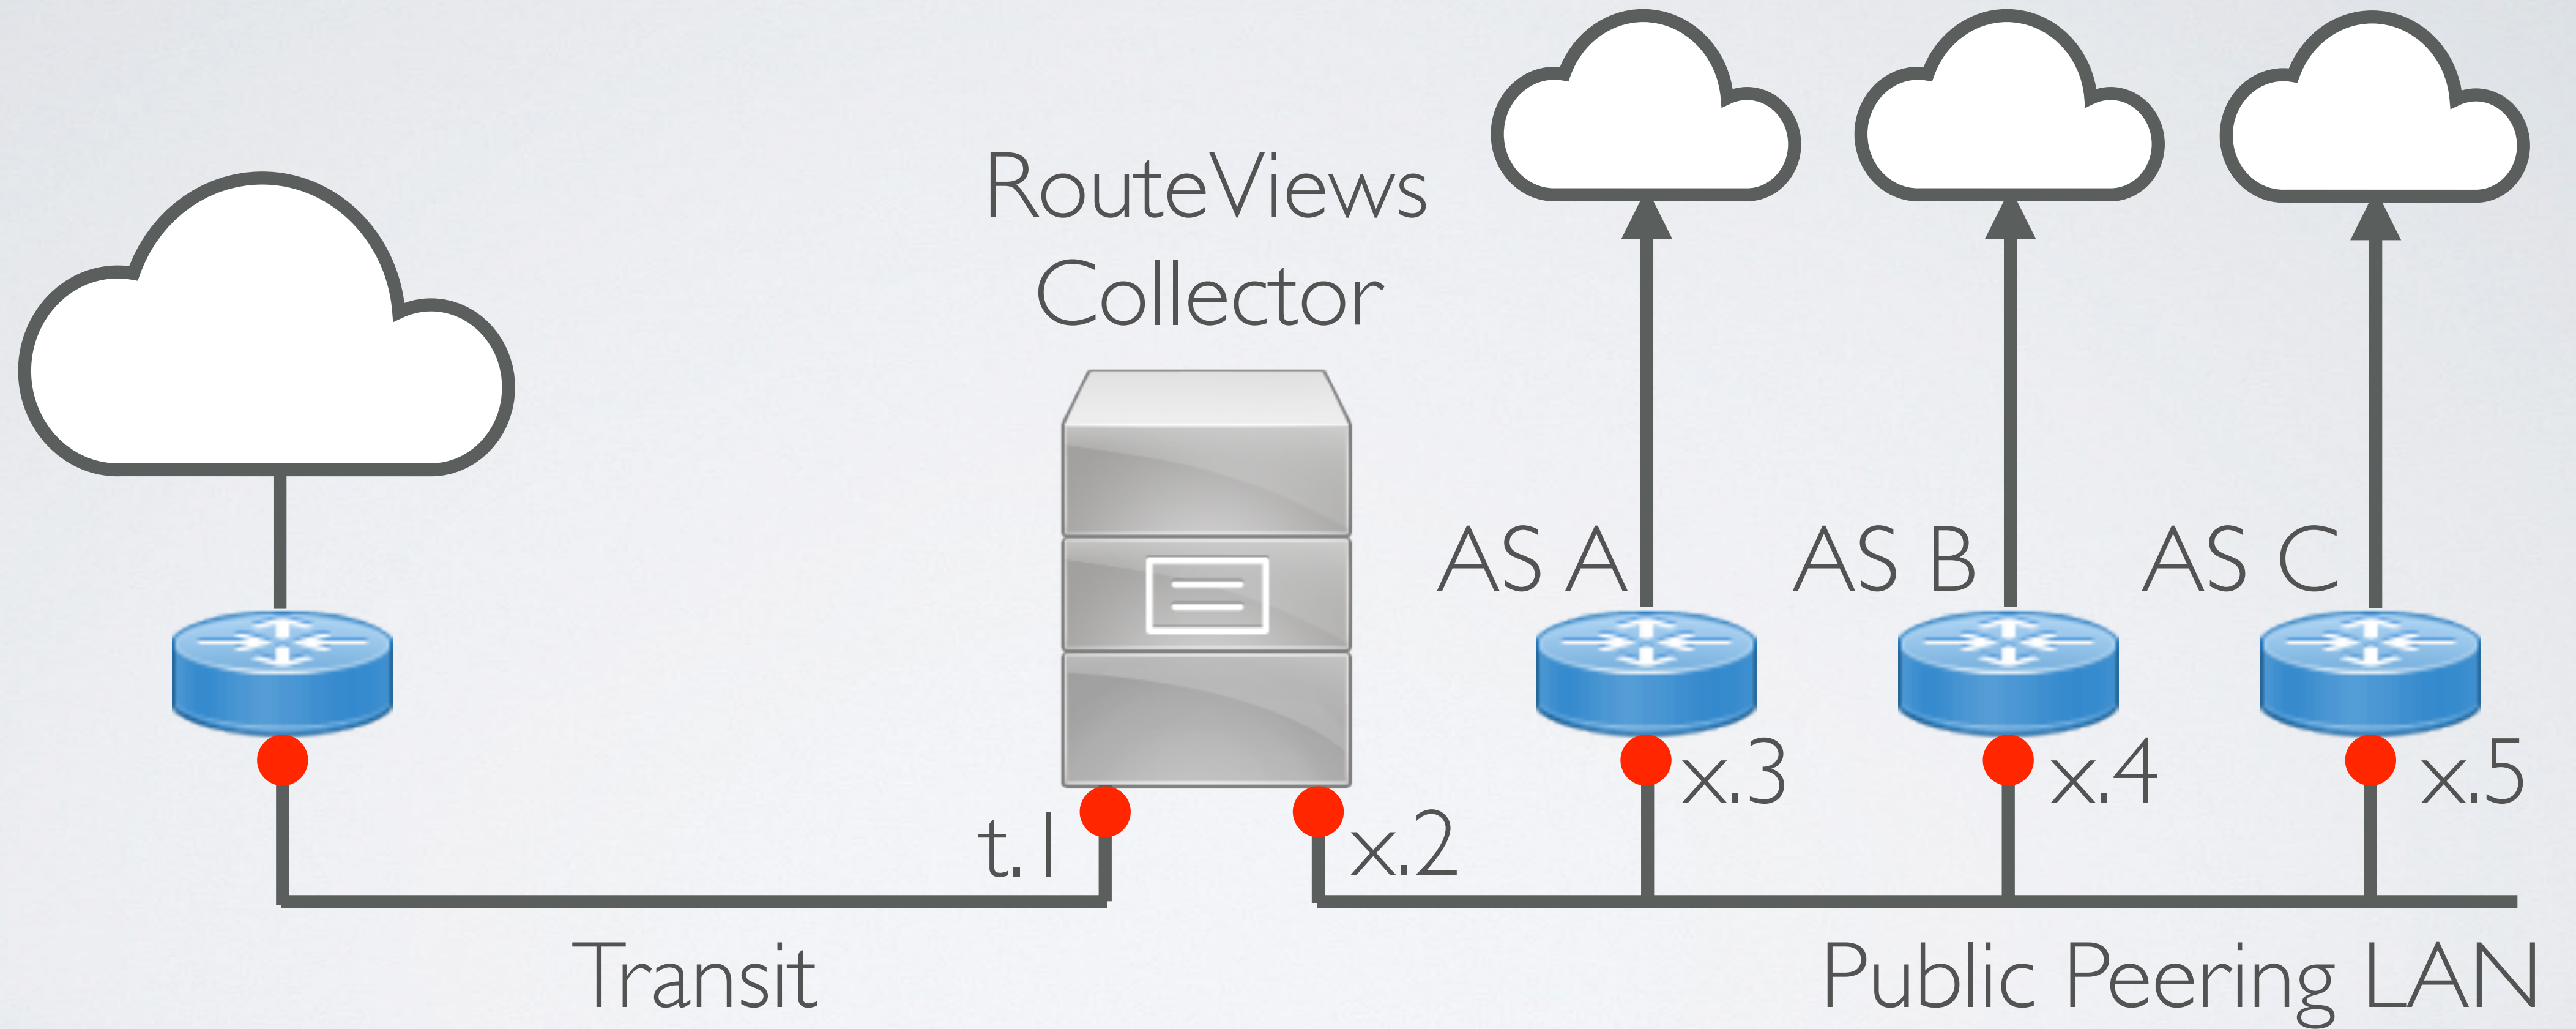 RouteViews
Collector
AS A
AS B
AS C
x.3
x.4
x.5
t.1
x.2
Transit
Public Peering LAN